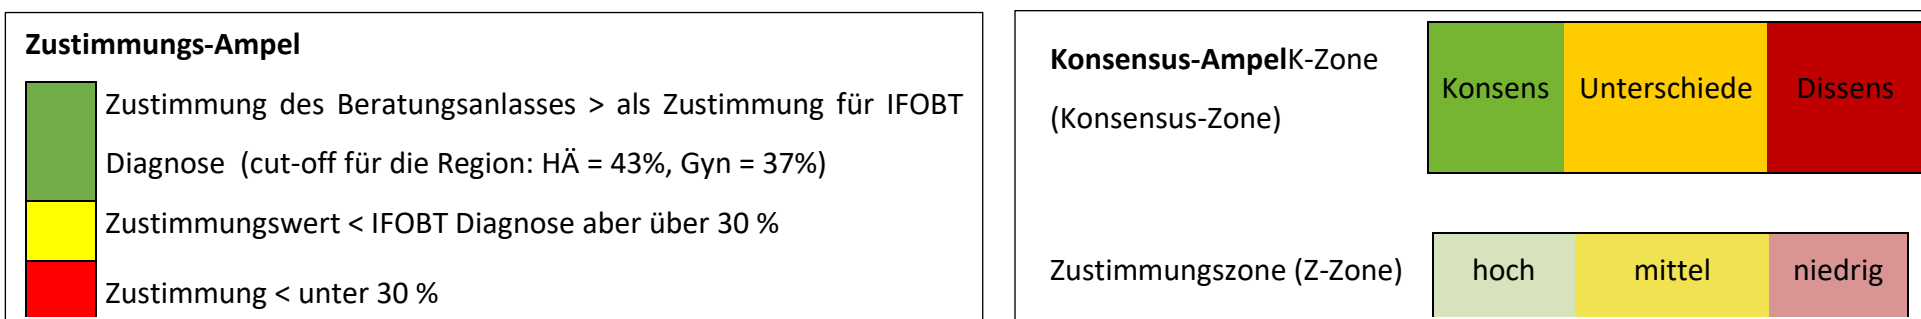 Zustimmungs-Ampel
Zustimmung des Beratungsanlasses > als Zustimmung für IFOBT
Diagnose (cut-off für die Region: HÄ = 43%, Gyn = 37%)
Zustimmungswert < IFOBT Diagnose aber über 30 %
Zustimmung < unter 30 %
Konsensus-AmpelK-Zone
(Konsensus-Zone)
Konsens Unterschiede Dissens
Zustimmungszone (Z-Zone) hoch mittel niedrig